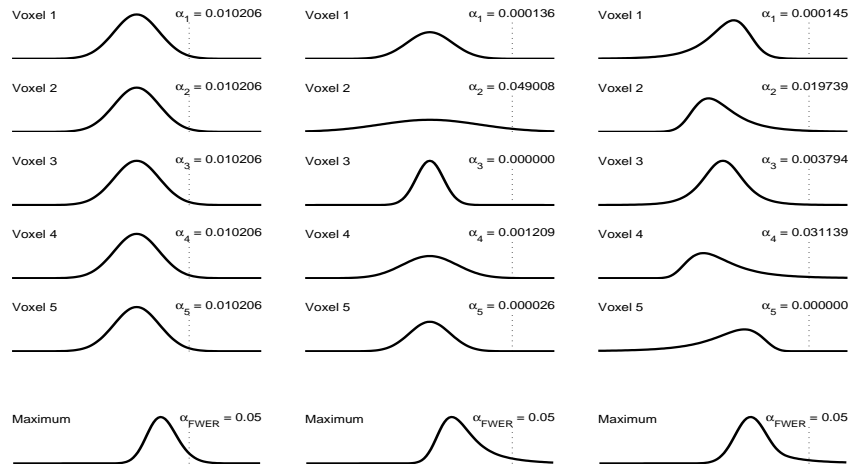 Voxel 1 α1 = 0.010206 Voxel 1 α1 = 0.000136 Voxel 1 α1 = 0.000145
Voxel 2 α2 = 0.010206 Voxel 2 α2 = 0.049008 Voxel 2 α2 = 0.019739
Voxel 3 α3 = 0.010206 Voxel 3 α3 = 0.000000 Voxel 3 α3 = 0.003794
Voxel 4 α4 = 0.010206 Voxel 4 α4 = 0.001209 Voxel 4 α4 = 0.031139
Voxel 5 α5 = 0.010206 Voxel 5 α5 = 0.000026 Voxel 5 α5 = 0.000000
Maximum αFWER = 0.05 Maximum αFWER = 0.05 Maximum αFWER = 0.05